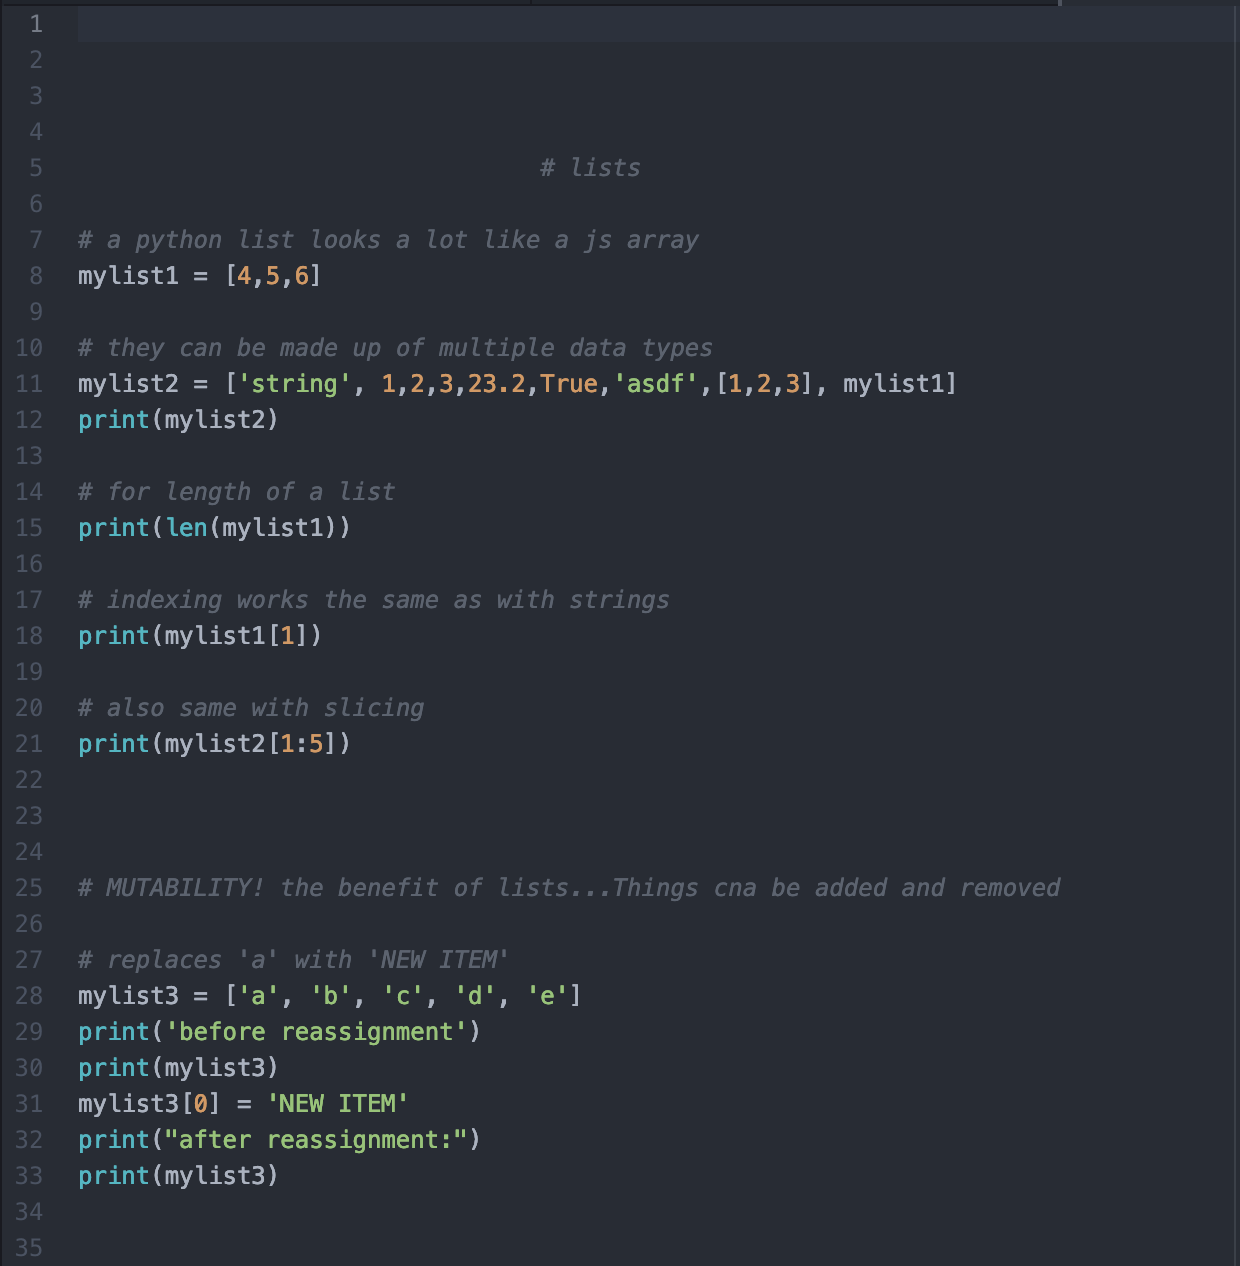 1
2
3
4
5 # lists
6
7 # a python list looks a lot like a js array
8 mylist1 = [4,5,6]
9
10 # they can be made up of multiple data types
11 mylist2 = ['string', 1,2,3,23.2,True,'asdf',[1,2,3], mylist1]
12 print(mylist2)
13
14 # for length of a list
15 print(len(mylist1))
16
17 # indexing works the same as with strings
18 print(mylist1[1])
19
20 # also same with slicing
21 print(mylist2[1:5])
22
23
24
25 # MUTABILITY! the benefit of lists...Things cna be added and removed
26
27 # replaces 'a' with 'NEW ITEM'
28 mylist3 = ['a', 'b', 'c', 'd', 'e']
29 print('before reassignment')
30 print(mylist3)
31 mylist3[0] = 'NEW ITEM'
32 print("after reassignment:")
33 print(mylist3)
34
35